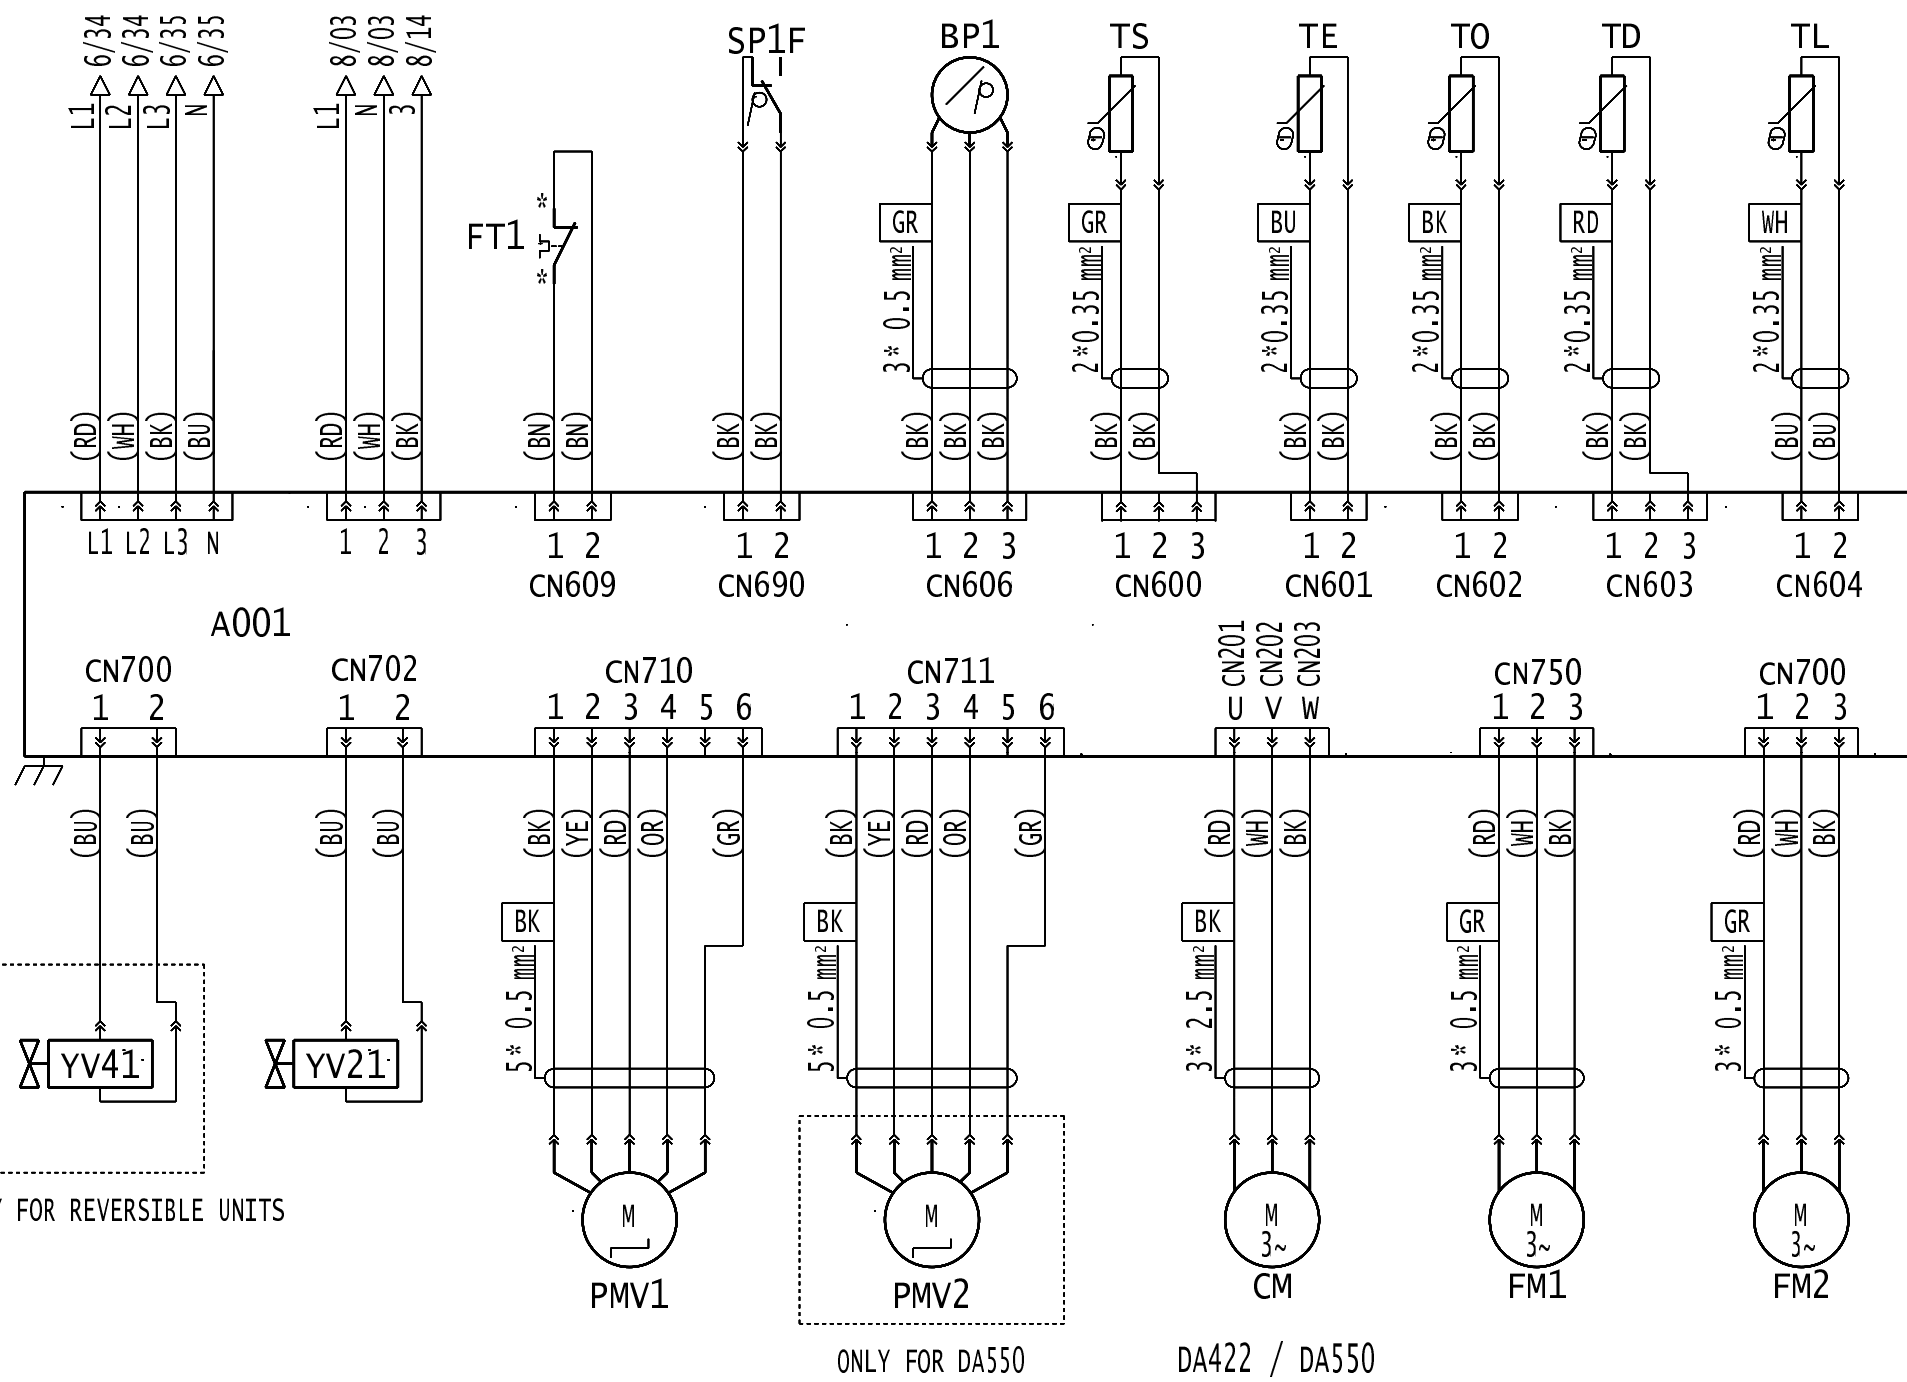 6/34 6/34 6/35 6/35 8/03 8/03 8/14
L1 L2 L3 N L1 N 3
SP1F BP1 TS TE TO TD TL
FT1 * *
GR GR BU BK RD WH
3* 0.5 mm² 2*0.35 mm² 2*0.35 mm² 2*0.35 mm² 2*0.35 mm² 2*0.35 mm²
(RD) (WH) (BK) (BU) (RD) (WH) (BK) (BN) (BN) (BK) (BK) (BK) (BK) (BK) (BK) (BK) (BK) (BK) (BK) (BK) (BK) (BK) (BU) (BU)
L1 L2 L3 N 1 2 3 1 2 1 2 1 2 3 1 2 3 1 2 1 2 1 2 3 1 2
CN609 CN690 CN606 CN600 CN601 CN602 CN603 CN604
A001
CN700 CN702 CN710 CN711 CN201 CN202 CN203 CN750 CN700
1 2 1 2 1 2 3 4 5 6 1 2 3 4 5 6 U V W 1 2 3 1 2 3
(BU) (BU) (BU) (BU) (BK) (YE) (RD) (OR) (GR) (BK) (YE) (RD) (OR) (GR) (RD) (WH) (BK) (RD) (WH) (BK) (RD) (WH) (BK)
BK BK BK GR GR
5* 0.5 mm² 5* 0.5 mm² 3* 2.5 mm² 3* 0.5 mm² 3* 0.5 mm²
YV41 YV21
FOR REVERSIBLE UNITS
M M M M M
3~ 3~ 3~
PMV1 PMV2 CM FM1 FM2
ONLY FOR DA550 DA422 / DA550